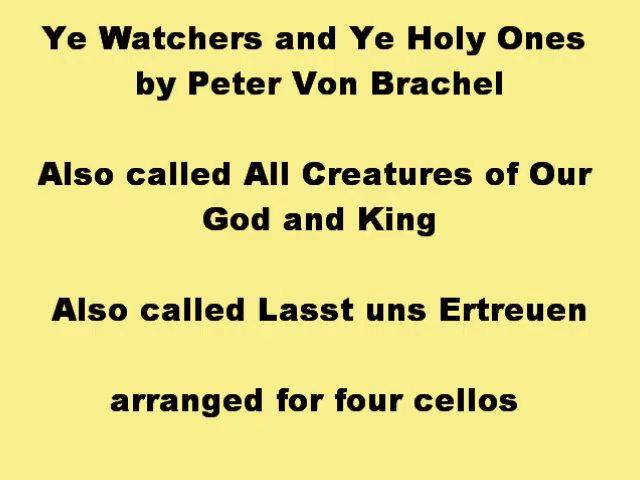 Ye Watchers and Ye Holy Ones
by Peter Von Brachel
Also called All Creatures of Our
God and King
Also called Lasst uns Ertreuen
arranged for four cellos